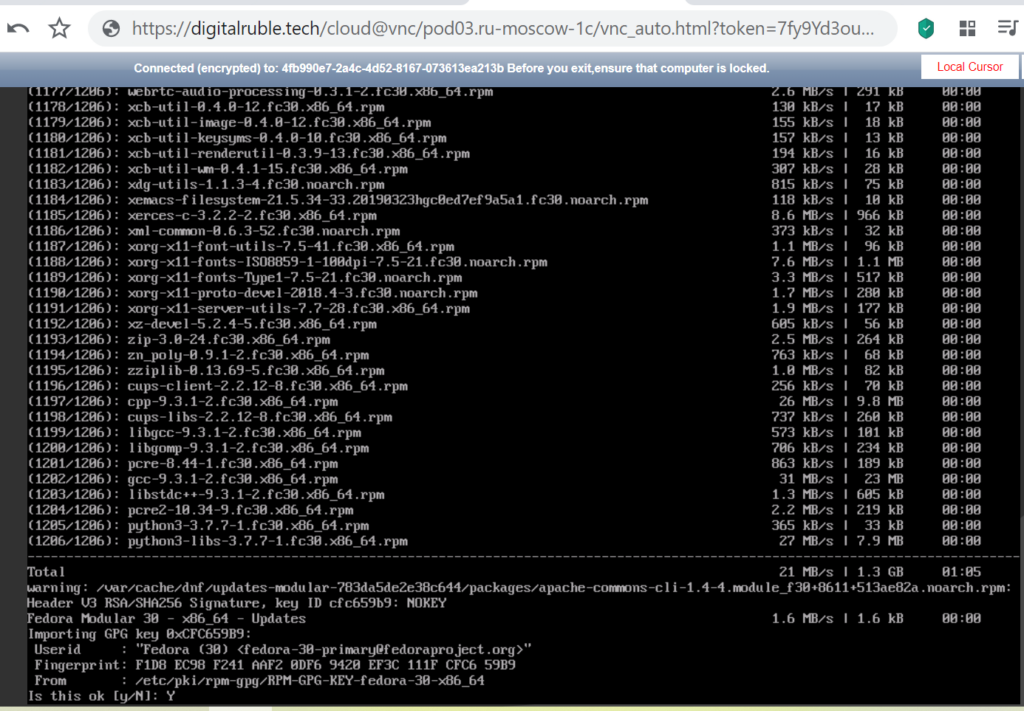 https://digitalruble.tech/cloud@vnc/pod03.ru-moscow-1c/vnc_auto.html?token=7fy9Yd3ou...
Connected (encrypted) to: 4fb990e7-2a4c-4d52-8167-073613ea213b Before you exit,ensure that computer is locked.
Local Cursor
(1177/1206): webrtc-audio-processing-0.3.1-2.fc30.x86_64.rpm 2.6 MB/s | 291 kB 00:00
(1178/1206): xcb-util-0.4.0-12.fc30.x86_64.rpm 130 kB/s | 17 kB 00:00
(1179/1206): xcb-util-image-0.4.0-12.fc30.x86_64.rpm 155 kB/s | 18 kB 00:00
(1180/1206): xcb-util-keysyms-0.4.0-10.fc30.x86_64.rpm 157 kB/s | 13 kB 00:00
(1181/1206): xcb-util-renderutil-0.3.9-13.fc30.x86_64.rpm 194 kB/s | 16 kB 00:00
(1182/1206): xcb-util-wm-0.4.1-15.fc30.x86_64.rpm 307 kB/s | 28 kB 00:00
(1183/1206): xdg-utils-1.1.3-4.fc30.noarch.rpm 815 kB/s | 75 kB 00:00
(1184/1206): xemacs-filesystem-21.5.34-33.20190323hgc0ed7ef9a5a1.fc30.noarch.rpm 118 kB/s | 10 kB 00:00
(1185/1206): xerces-c-3.2.2-2.fc30.x86_64.rpm 8.6 MB/s | 966 kB 00:00
(1186/1206): xml-common-0.6.3-52.fc30.noarch.rpm 373 kB/s | 32 kB 00:00
(1187/1206): xorg-x11-font-utils-7.5-41.fc30.x86_64.rpm 1.1 MB/s | 96 kB 00:00
(1188/1206): xorg-x11-fonts-ISO8859-1-100dpi-7.5-21.fc30.noarch.rpm 7.6 MB/s | 1.1 MB 00:00
(1189/1206): xorg-x11-fonts-Type1-7.5-21.fc30.noarch.rpm 3.3 MB/s | 517 kB 00:00
(1190/1206): xorg-x11-proto-devel-2018.4-3.fc30.noarch.rpm 1.7 MB/s | 280 kB 00:00
(1191/1206): xorg-x11-server-utils-7.7-28.fc30.x86_64.rpm 1.9 MB/s | 177 kB 00:00
(1192/1206): xz-devel-5.2.4-5.fc30.x86_64.rpm 605 kB/s | 56 kB 00:00
(1193/1206): zip-3.0-24.fc30.x86_64.rpm 2.5 MB/s | 264 kB 00:00
(1194/1206): zn_poly-0.9.1-2.fc30.x86_64.rpm 763 kB/s | 68 kB 00:00
(1195/1206): zziplib-0.13.69-5.fc30.x86_64.rpm 1.0 MB/s | 82 kB 00:00
(1196/1206): cups-client-2.2.12-8.fc30.x86_64.rpm 256 kB/s | 70 kB 00:00
(1197/1206): cpp-9.3.1-2.fc30.x86_64.rpm 26 MB/s | 9.8 MB 00:00
(1198/1206): cups-libs-2.2.12-8.fc30.x86_64.rpm 737 kB/s | 260 kB 00:00
(1199/1206): libgcc-9.3.1-2.fc30.x86_64.rpm 573 kB/s | 101 kB 00:00
(1200/1206): libgomp-9.3.1-2.fc30.x86_64.rpm 706 kB/s | 234 kB 00:00
(1201/1206): pcre-8.44-1.fc30.x86_64.rpm 863 kB/s | 189 kB 00:00
(1202/1206): gcc-9.3.1-2.fc30.x86_64.rpm 31 MB/s | 23 MB 00:00
(1203/1206): libstdc++-9.3.1-2.fc30.x86_64.rpm 1.3 MB/s | 605 kB 00:00
(1204/1206): pcre2-10.34-9.fc30.x86_64.rpm 2.2 MB/s | 219 kB 00:00
(1205/1206): python3-3.7.7-1.fc30.x86_64.rpm 365 kB/s | 33 kB 00:00
(1206/1206): python3-libs-3.7.7-1.fc30.x86_64.rpm 27 MB/s | 7.9 MB 00:00
--------------------------------------------------------------------------------
Total 21 MB/s | 1.3 GB 01:05
warning: /var/cache/dnf/updates-modular-783da5de2e38c644/packages/apache-commons-cli-1.4-4.module_f30+8611+513ae82a.noarch.rpm:
Header V3 RSA/SHA256 Signature, key ID cfc659b9: NOKEY
Fedora Modular 30 - x86_64 - Updates 1.6 MB/s | 1.6 kB 00:00
Importing GPG key 0xCFC659B9:
Userid : "Fedora (30) <fedora-30-primary@fedoraproject.org>"
Fingerprint: F1D8 EC98 F241 AAF2 0DF6 9420 EF3C 111F CFC6 59B9
From : /etc/pki/rpm-gpg/RPM-GPG-KEY-fedora-30-x86_64
Is this ok [y/N]: Y